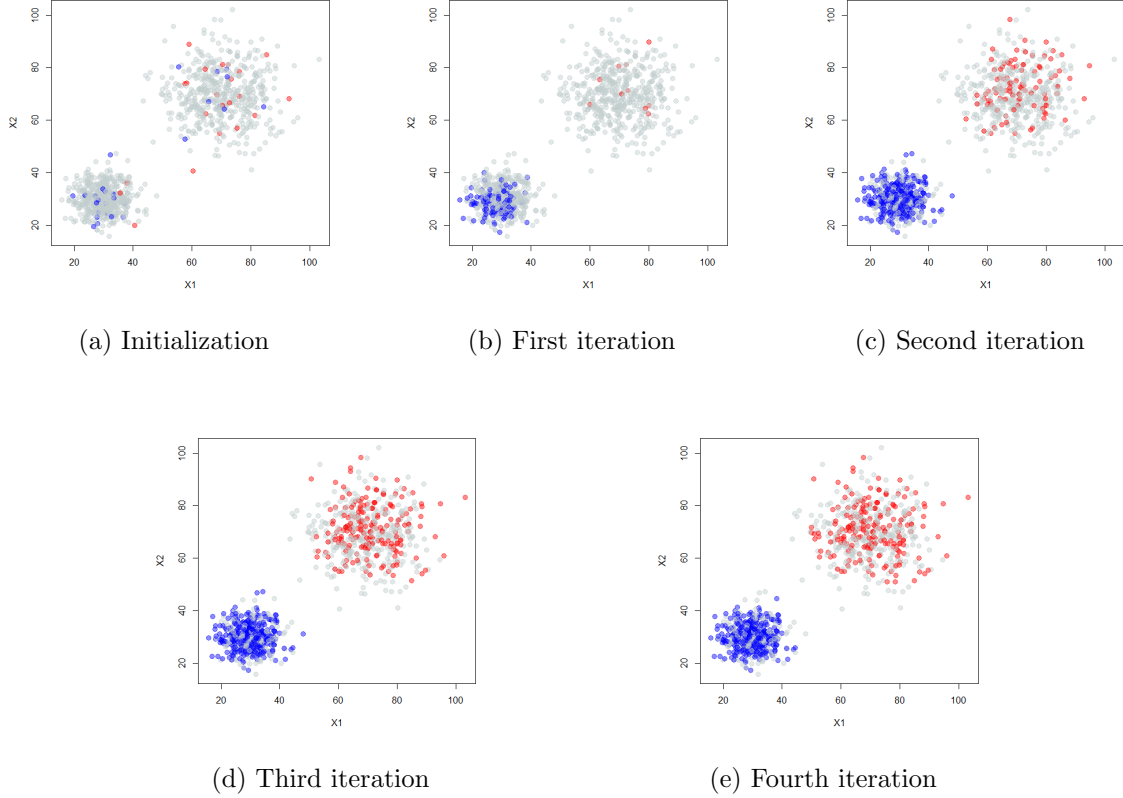 100
80
60
40
20
X2
20 40 60 80 100
X1
(a) Initialization
100
80
60
40
20
X2
20 40 60 80 100
X1
(b) First iteration
100
80
60
40
20
X2
20 40 60 80 100
X1
(c) Second iteration
100
80
60
40
20
X2
20 40 60 80 100
X1
(d) Third iteration
100
80
60
40
20
X2
20 40 60 80 100
X1
(e) Fourth iteration